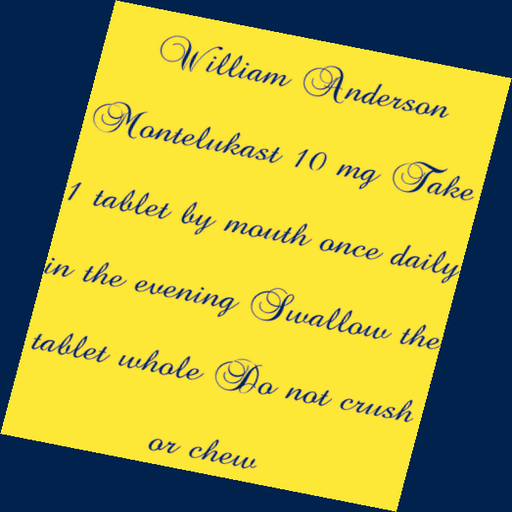 William Anderson
Montelukast 10 mg Take
1 tablet by mouth once daily
in the evening Swallow the
tablet whole Do not crush
or chew